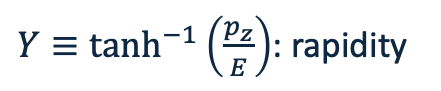 Y ≡ tanh⁻¹ (p_Z/E): rapidity